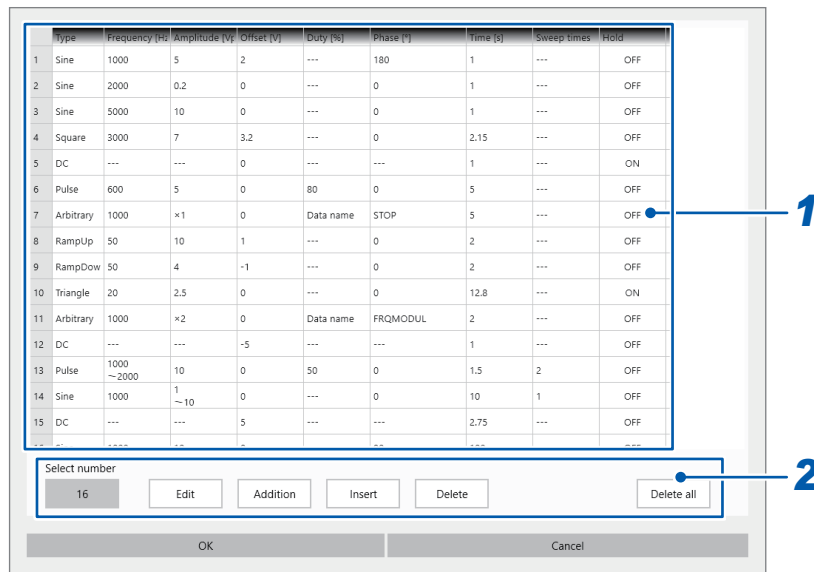 Type Frequency [Hz Amplitude [Vp Offset [V] Duty [%] Phase [°] Time [s] Sweep times Hold
1 Sine 1000 5 2 --- 180 1 --- OFF
2 Sine 2000 0.2 0 --- 0 1 --- OFF
3 Sine 5000 10 0 --- 0 1 --- OFF
4 Square 3000 7 3.2 --- 0 2.15 --- OFF
5 DC --- --- 0 --- --- 1 --- ON
6 Pulse 600 5 0 80 0 5 --- OFF
7 Arbitrary 1000 ×1 0 Data name STOP 5 --- OFF
1
8 RampUp 50 10 1 --- 0 2 --- OFF
9 RampDow 50 4 -1 --- 0 2 --- OFF
10 Triangle 20 2.5 0 --- 0 12.8 --- ON
11 Arbitrary 1000 ×2 0 Data name FRQMODUL 2 --- OFF
12 DC --- --- -5 --- --- 1 --- OFF
13 Pulse 1000 ~2000 10 0 50 0 1.5 2 OFF
14 Sine 1000 1 ~10 0 --- 0 10 1 OFF
15 DC --- --- 5 --- --- 2.75 --- OFF
Select number
2
16 Edit Addition Insert Delete Delete all
OK Cancel